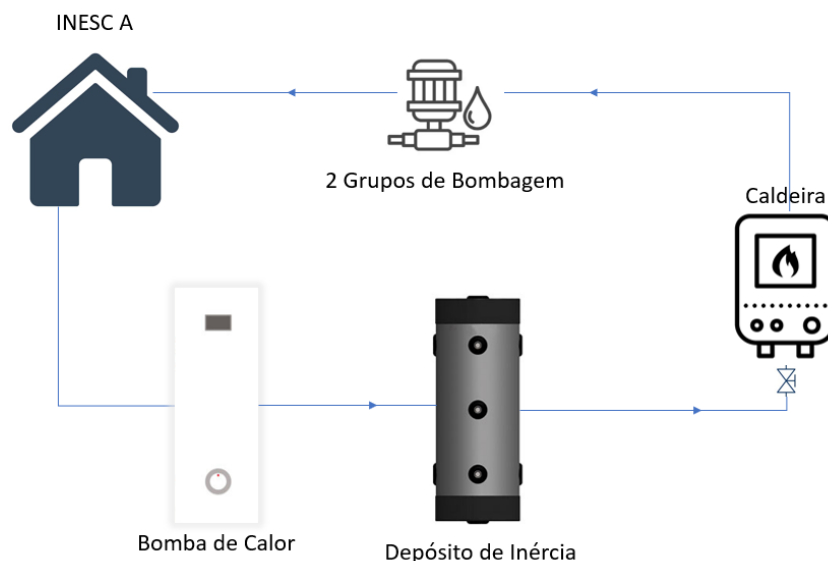 INESC A
2 Grupos de Bombagem
Caldeira
Bomba de Calor
Depósito de Inércia